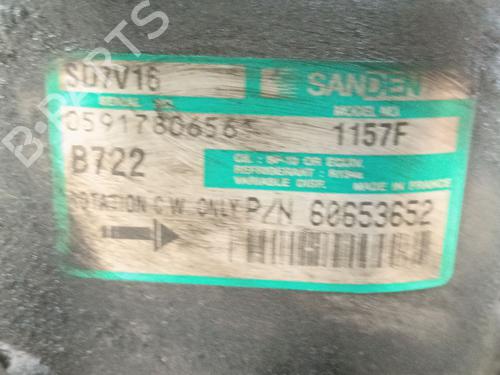 SD7V16
SANDEN
SERIAL NO.
MODEL NO.
0591780656
1157F
B722
OIL : SP-10 OR EQUIV.
REFRIGERANT : R134a
VARIABLE DISP. MADE IN FRANCE
ROTATION C.W. ONLY
P/N 60653652
B-PARTS